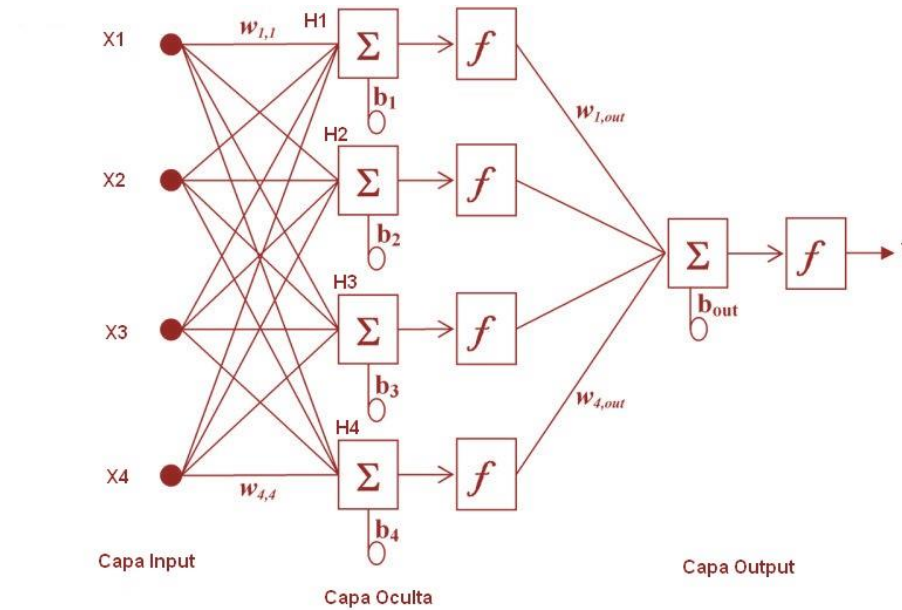 X1
w1,1
H1
Σ
f
b1
w1,out
X2
H2
Σ
f
b2
Σ
f
bout
X3
H3
Σ
f
b3
w4,out
X4
w4,4
H4
Σ
f
b4
Capa Input
Capa Oculta
Capa Output